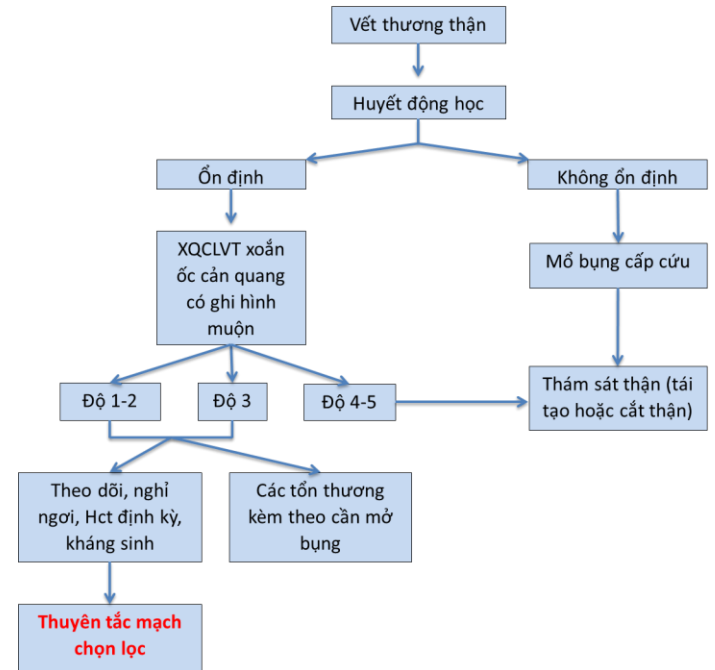 Vết thương thận
Huyết động học
Ổn định
Không ổn định
XQCLVT xoắn
ốc cản quang
có ghi hình
muộn
Mổ bụng cấp cứu
Độ 1-2
Độ 3
Độ 4-5
Thám sát thận (tái
tạo hoặc cắt thận)
Theo dõi, nghỉ
ngơi, Hct định kỳ,
kháng sinh
Các tổn thương
kèm theo cần mở
bụng
Thuyên tắc mạch
chọn lọc